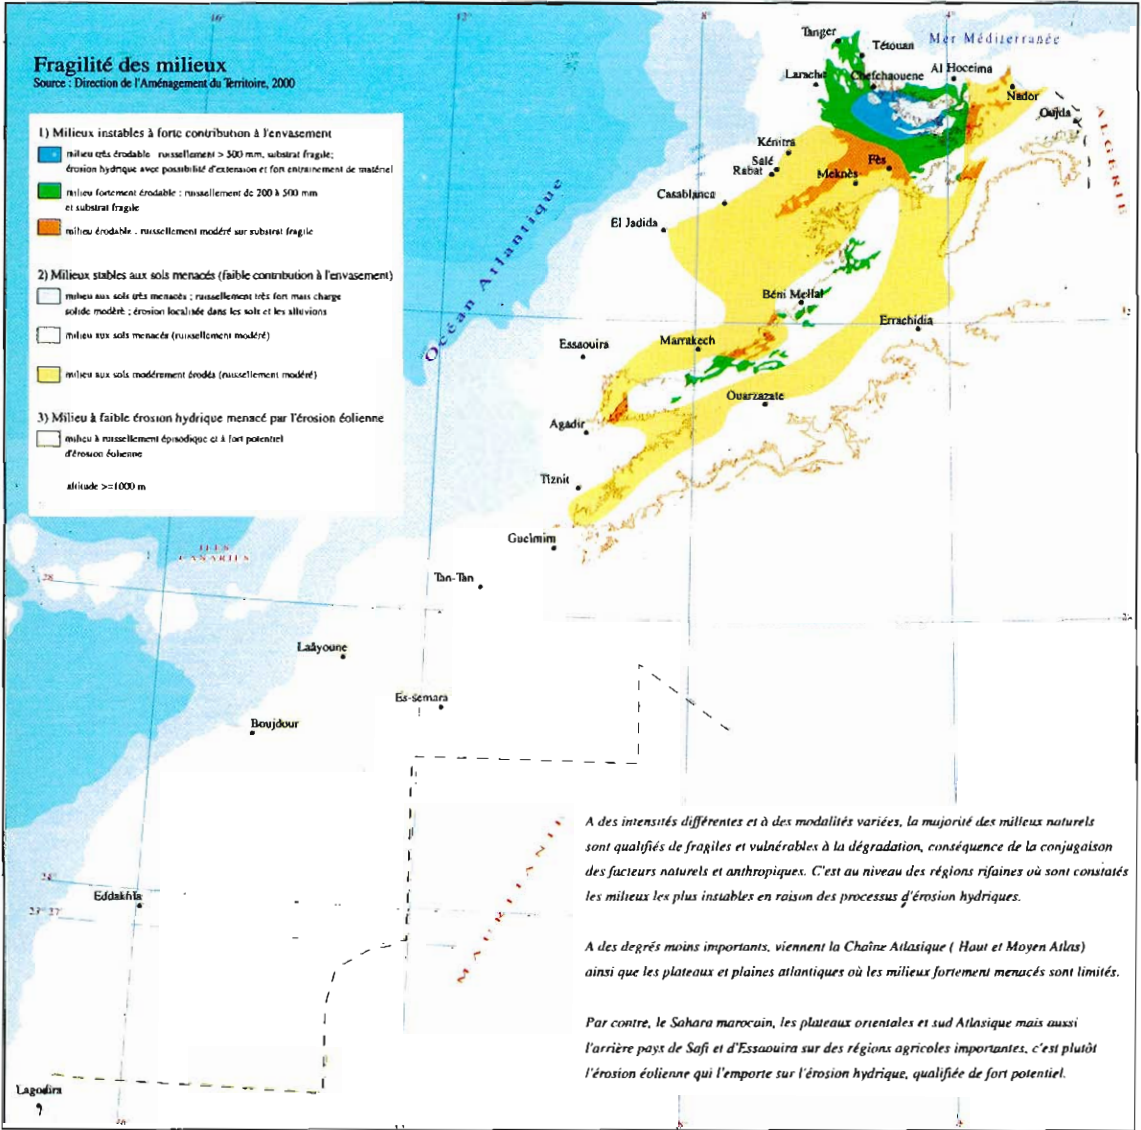 16°
12°
8°
4°
Fragilité des milieux
Source : Direction de l'Aménagement du Territoire, 2000
1) Milieux instables à forte contribution à l'envasement
milieu très érodable : ruissellement > 500 mm, substrat fragile;
érosion hydrique avec possibilité d'extension et fort entrainement de matériel
milieu fortement érodable : ruissellement de 200 à 500 mm
et substrat fragile
milieu érodable : ruissellement modéré sur substrat fragile
2) Milieux stables aux sols menacés (faible contribution à l'envasement)
milieu aux sols très menacés ; ruissellement très fort mais charge
solide modéré ; érosion localisée dans les sols et les alluvions
milieu aux sols menacés (ruissellement modéré)
milieu aux sols modérement érodés (ruissellement modéré)
3) Milieu à faible érosion hydrique menacé par l'érosion éolienne
milieu à ruissellement épisodique et à fort potentiel
d'érosion éolienne
altitude >=1000 m
Océan Atlantique
Mer Méditerranée
ALGERIE
Tanger
Tétouan
Larache
Chefchaouene
Al Hoceima
Nador
Oujda
Kénitra
Salé
Rabat
Fès
Meknès
Casablanca
El Jadida
Béni Mellal
Errachidia
Essaouira
Marrakech
Ouarzazate
Agadir
Tiznit
Guelmim
ILES
CANARIES
28
Tan-Tan
Laâyoune
Es-semara
Boujdour
MAURITANIE
24°
Eddakhla
23° 27'
Lagouira
A des intensités différentes et à des modalités variées, la majorité des milieux naturels
sont qualifiés de fragiles et vulnérables à la dégradation, conséquence de la conjugaison
des facteurs naturels et anthropiques. C'est au niveau des régions rifaines où sont constatés
les milieux les plus instables en raison des processus d'érosion hydriques.
A des degrés moins importants, viennent la Chaîne Atlasique ( Haut et Moyen Atlas)
ainsi que les plateaux et plaines atlantiques où les milieux fortement menacés sont limités.
Par contre, le Sahara marocain, les plateaux orientales et sud Atlasique mais aussi
l'arrière pays de Safi et d'Essaouira sur des régions agricoles importantes, c'est plutôt
l'érosion éolienne qui l'emporte sur l'érosion hydrique, qualifiée de fort potentiel.